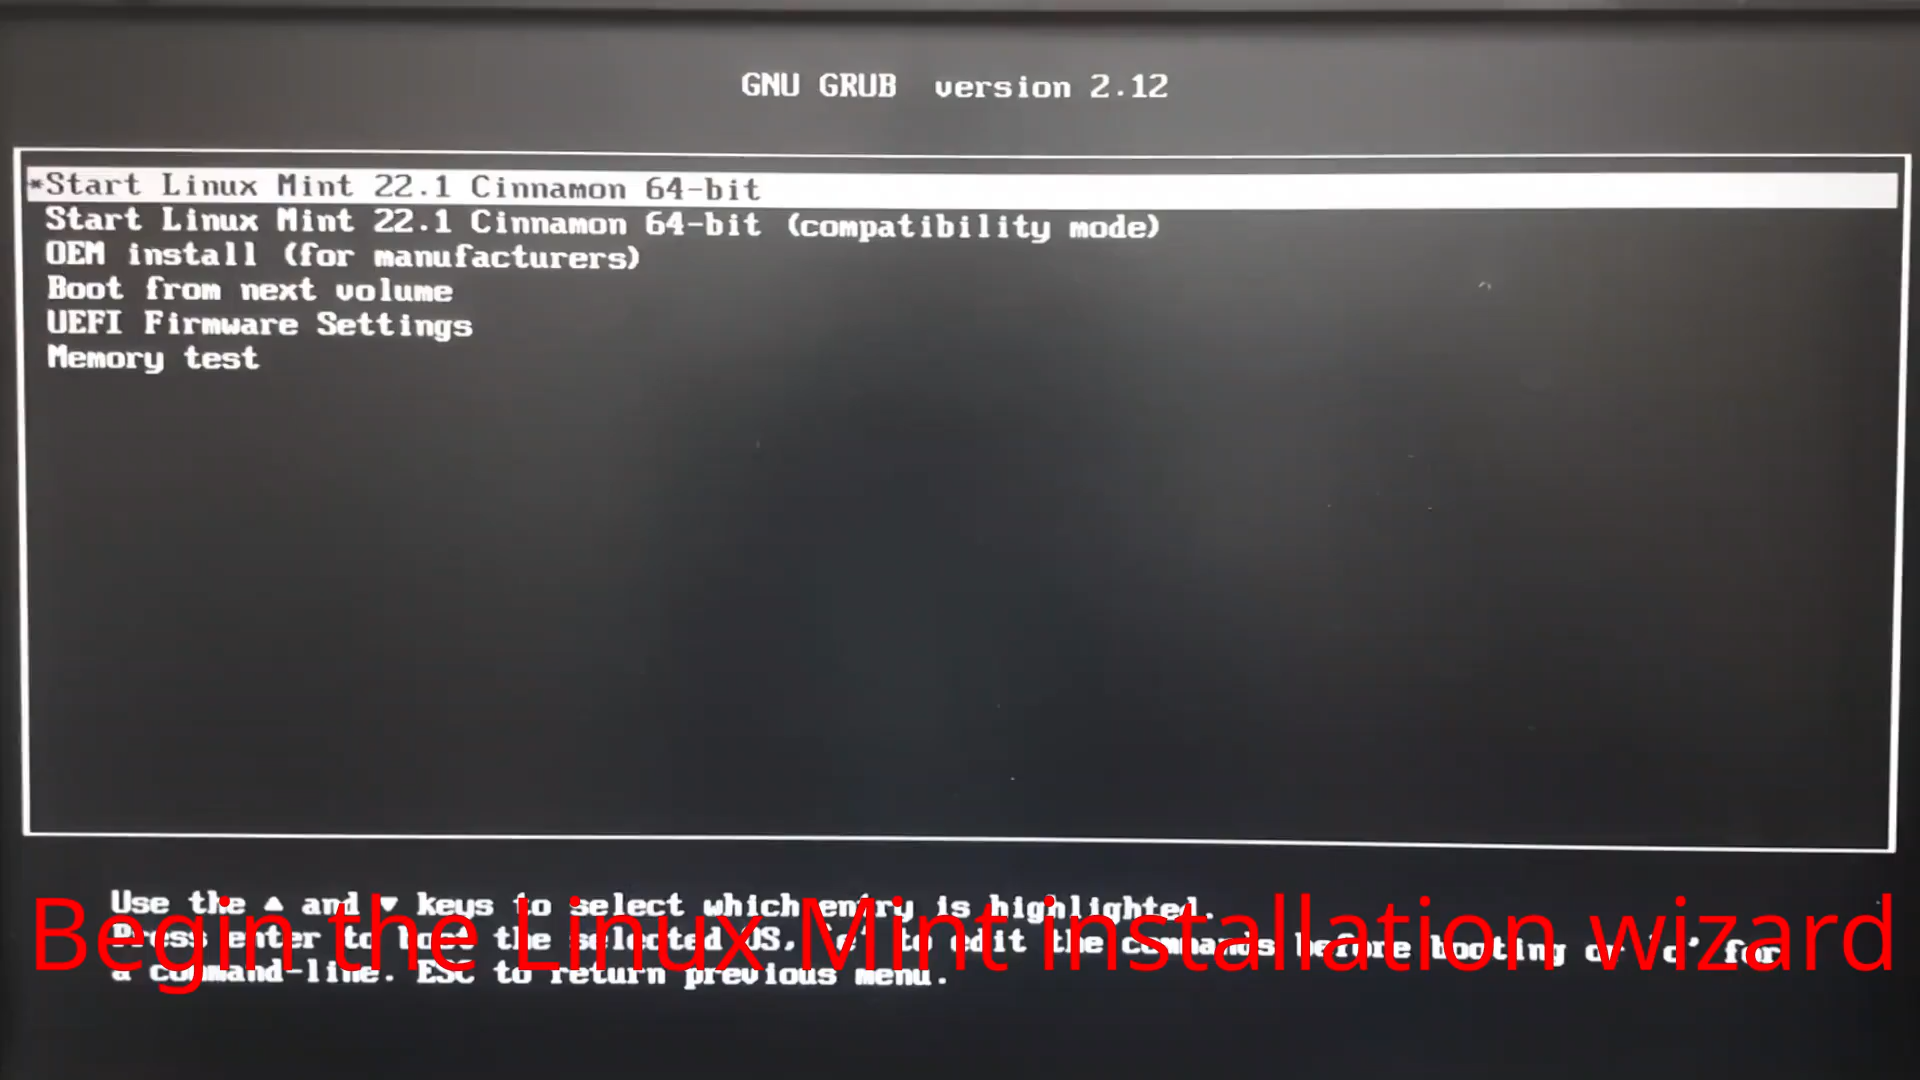 GNU GRUB version 2.12
*Start Linux Mint 22.1 Cinnamon 64-bit
Start Linux Mint 22.1 Cinnamon 64-bit (compatibility mode)
OEM install (for manufacturers)
Boot from next volume
UEFI Firmware Settings
Memory test
Use the ▲ and ▼ keys to select which entry is highlighted.
Press enter to boot the selected OS, `e' to edit the commands before booting or `c' for
a command-line. ESC to return previous menu.
Begin the Linux Mint installation wizard